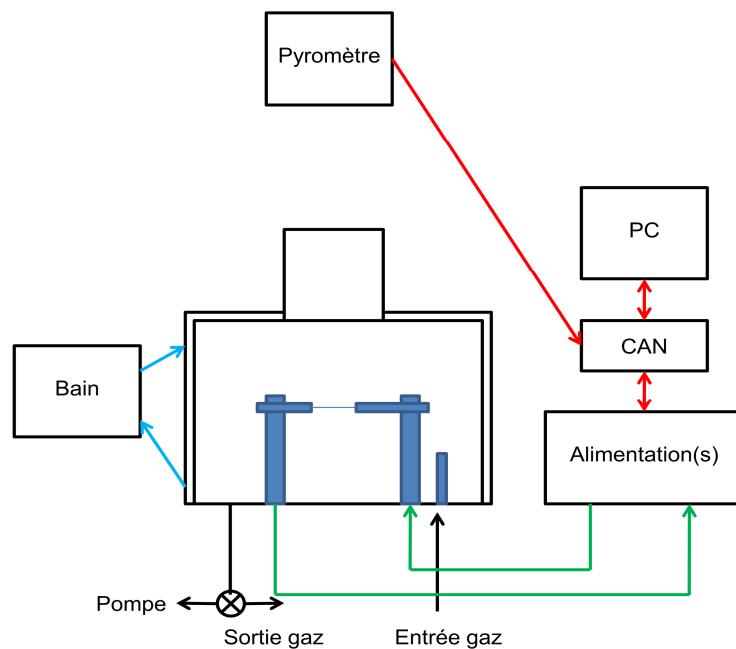 Pyromètre
PC
CAN
Bain
Alimentation(s)
Pompe
Sortie gaz
Entrée gaz